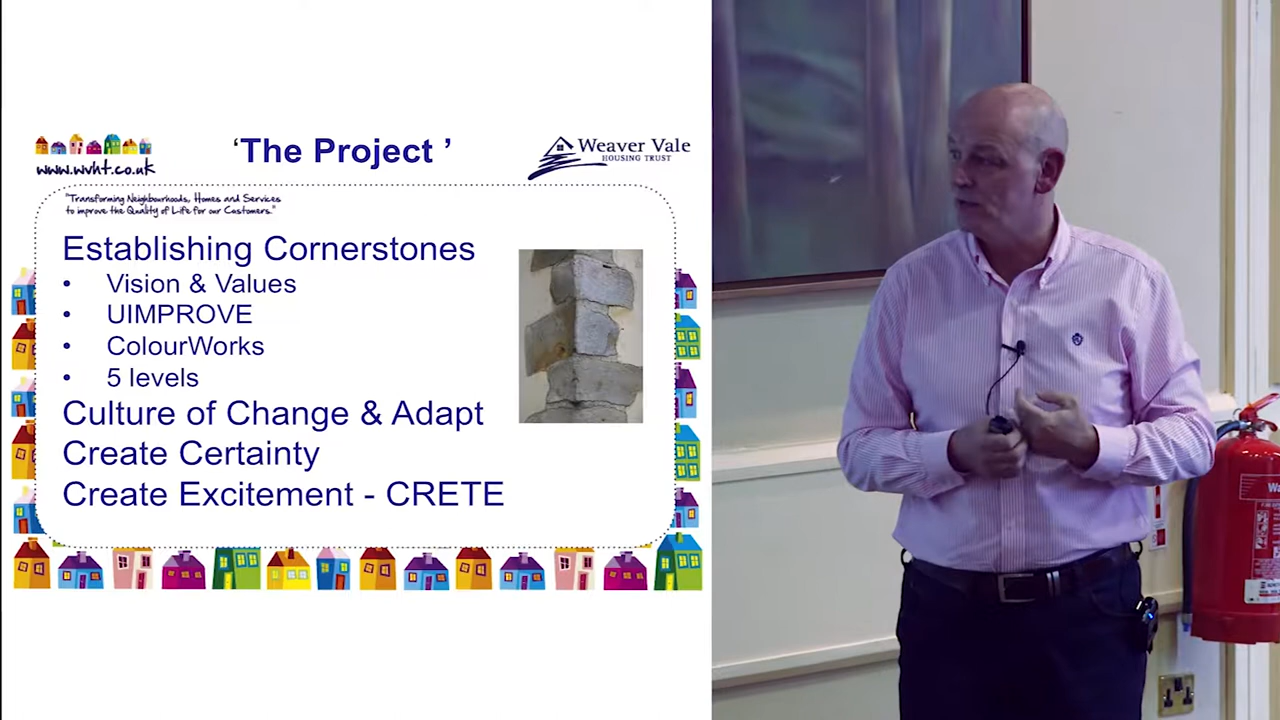 'The Project '
www.wvht.co.uk
Weaver Vale
HOUSING TRUST
"Transforming Neighbourhoods, Homes and Services
to improve the Quality of Life for our Customers."
Establishing Cornerstones
• Vision & Values
• UIMPROVE
• ColourWorks
• 5 levels
Culture of Change & Adapt
Create Certainty
Create Excitement - CRETE